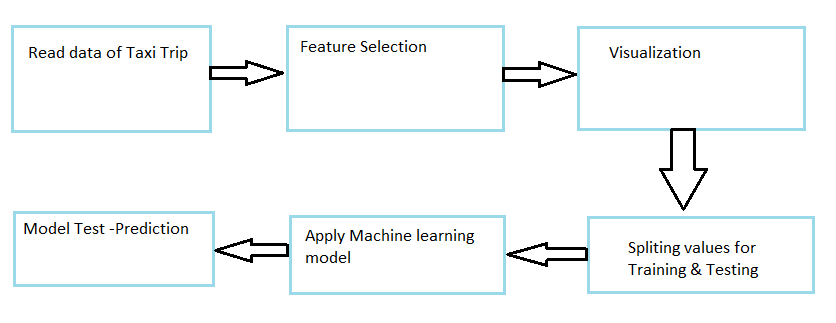 Read data of Taxi Trip
Feature Selection
Visualization
Spliting values for
Training & Testing
Apply Machine learning
model
Model Test -Prediction